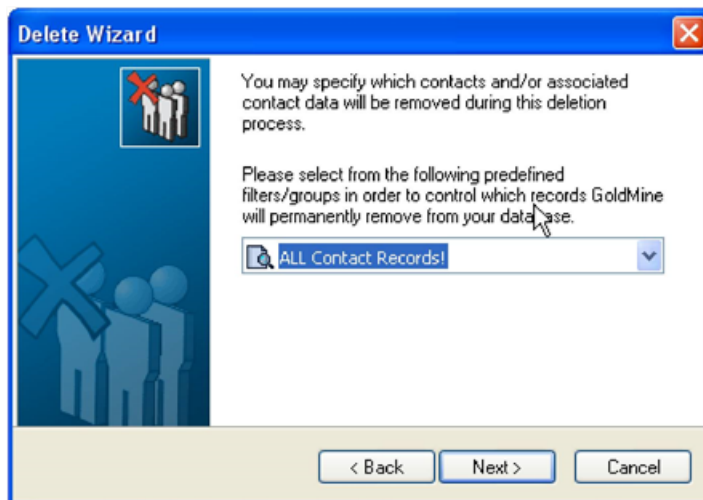 Delete Wizard
You may specify which contacts and/or associated
contact data will be removed during this deletion
process.
Please select from the following predefined
filters/groups in order to control which records GoldMine
will permanently remove from your database.
ALL Contact Records!
< Back
Next >
Cancel